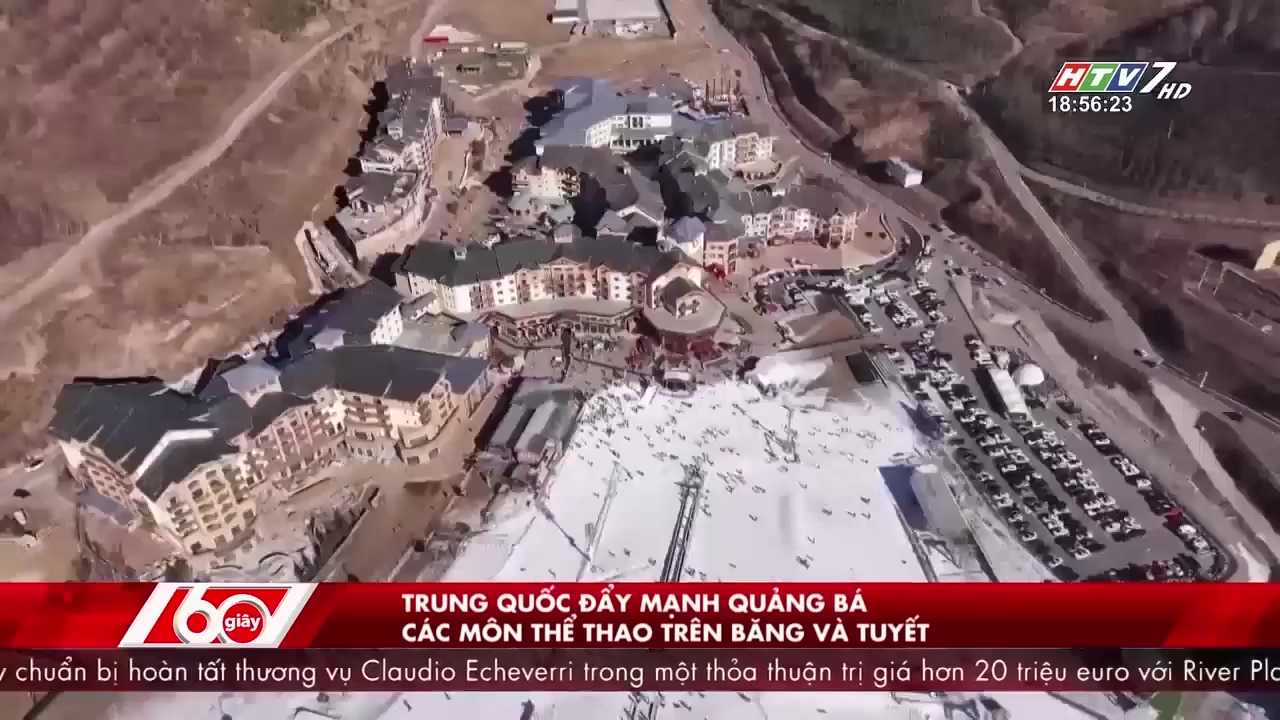 HTV7 HD
18:56:23
60 giây
TRUNG QUỐC ĐẨY MẠNH QUẢNG BÁ
CÁC MÔN THỂ THAO TRÊN BĂNG VÀ TUYẾT
chuẩn bị hoàn tất thương vụ Claudio Echeverri trong một thỏa thuận trị giá hơn 20 triệu euro với River